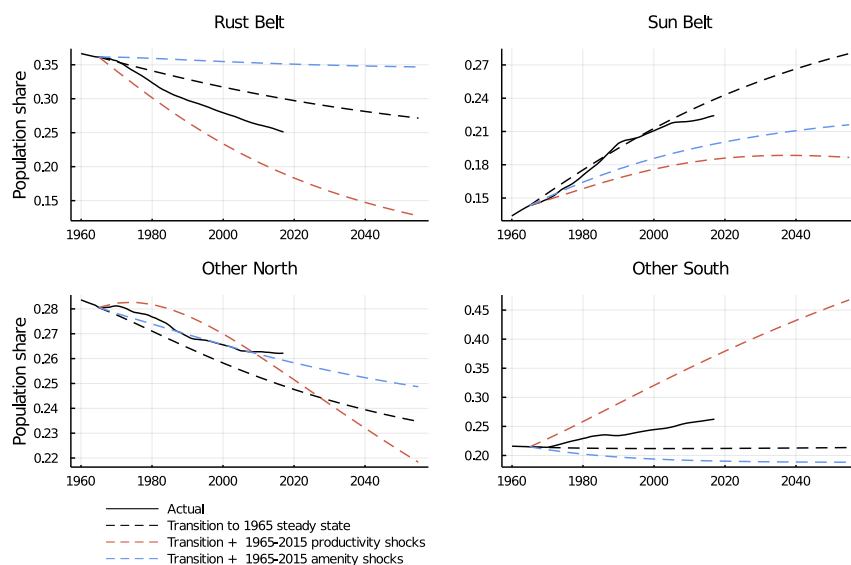 Rust Belt
Population share
0.35
0.30
0.25
0.20
0.15
1960 1980 2000 2020 2040
Sun Belt
0.27
0.24
0.21
0.18
0.15
1960 1980 2000 2020 2040
Other North
Population share
0.28
0.27
0.26
0.25
0.24
0.23
0.22
1960 1980 2000 2020 2040
Other South
0.45
0.40
0.35
0.30
0.25
0.20
1960 1980 2000 2020 2040
Actual
Transition to 1965 steady state
Transition + 1965-2015 productivity shocks
Transition + 1965-2015 amenity shocks